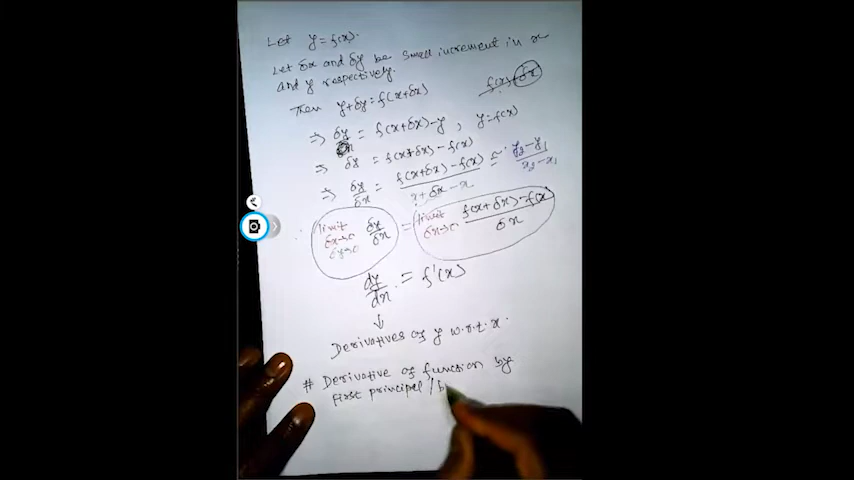 Let y = f(x).
Let δx and δy be small increment in x
and y respectively.
f(x)+δx
Then y+δy = f(x+δx)
⇒ δy = f(x+δx) - y, y = f(x)
⇒ δy = f(x+δx) - f(x)
⇒ δy/δx = f(x+δx) - f(x) / x+δx-x ≅ y2-y1 / x2-x1
∴ limit δx→0 δy→0 δy/δx = limit δx→0 f(x+δx)-f(x / δx
dy/dx = f'(x)
↓
Derivatives of y w.r.t. x.
# Derivative of function by
first principel / b